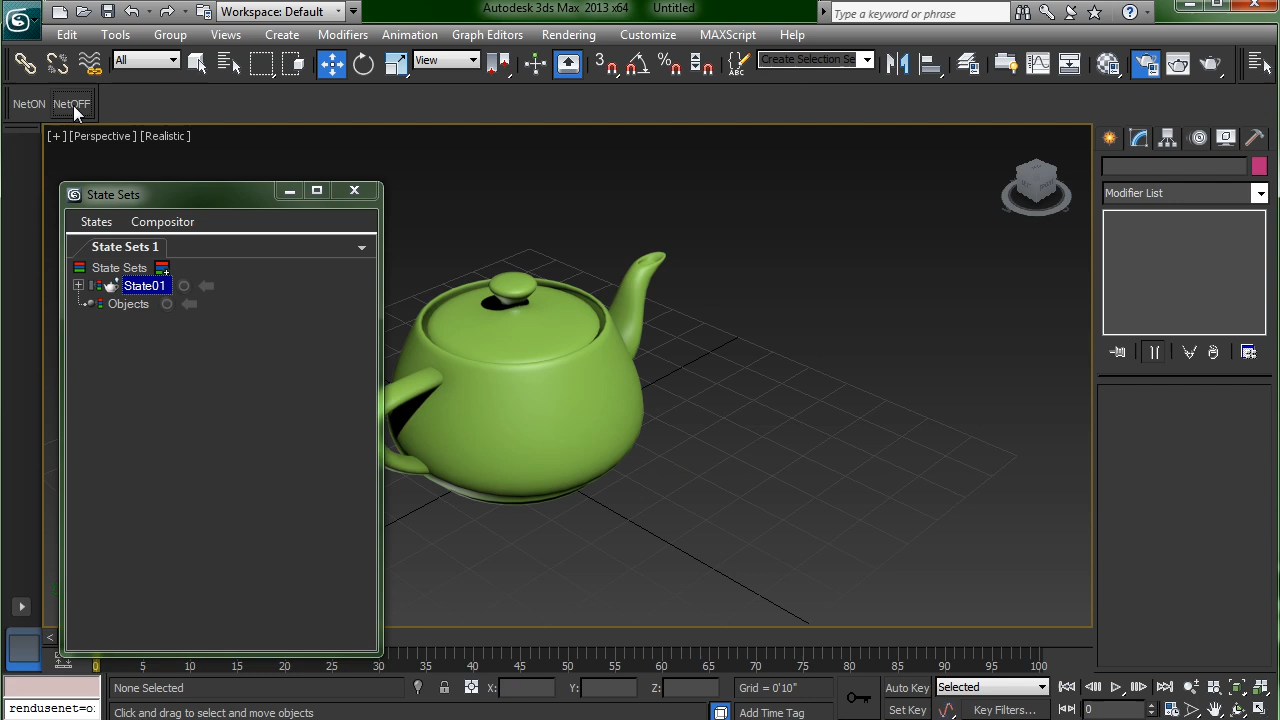 Workspace: Default
Autodesk 3ds Max 2013 x64 Untitled
Type a keyword or phrase
Edit Tools Group Views Create Modifiers Animation Graph Editors Rendering Customize MAXScript Help
All
View
3
Create Selection Se
NetON NetOFF
[+] [Perspective ] [Realistic ]
State Sets
States Compositor
State Sets 1
State Sets
State01
Objects
Modifier List
0 5 10 15 20 25 30 35 40 45 50 55 60 65 70 75 80 85 90 95 100
None Selected
X: Y: Z:
Grid = 0'10"
Auto Key
Selected
rendusenet=o
Click and drag to select and move objects
Add Time Tag
Set Key
Key Filters...
0